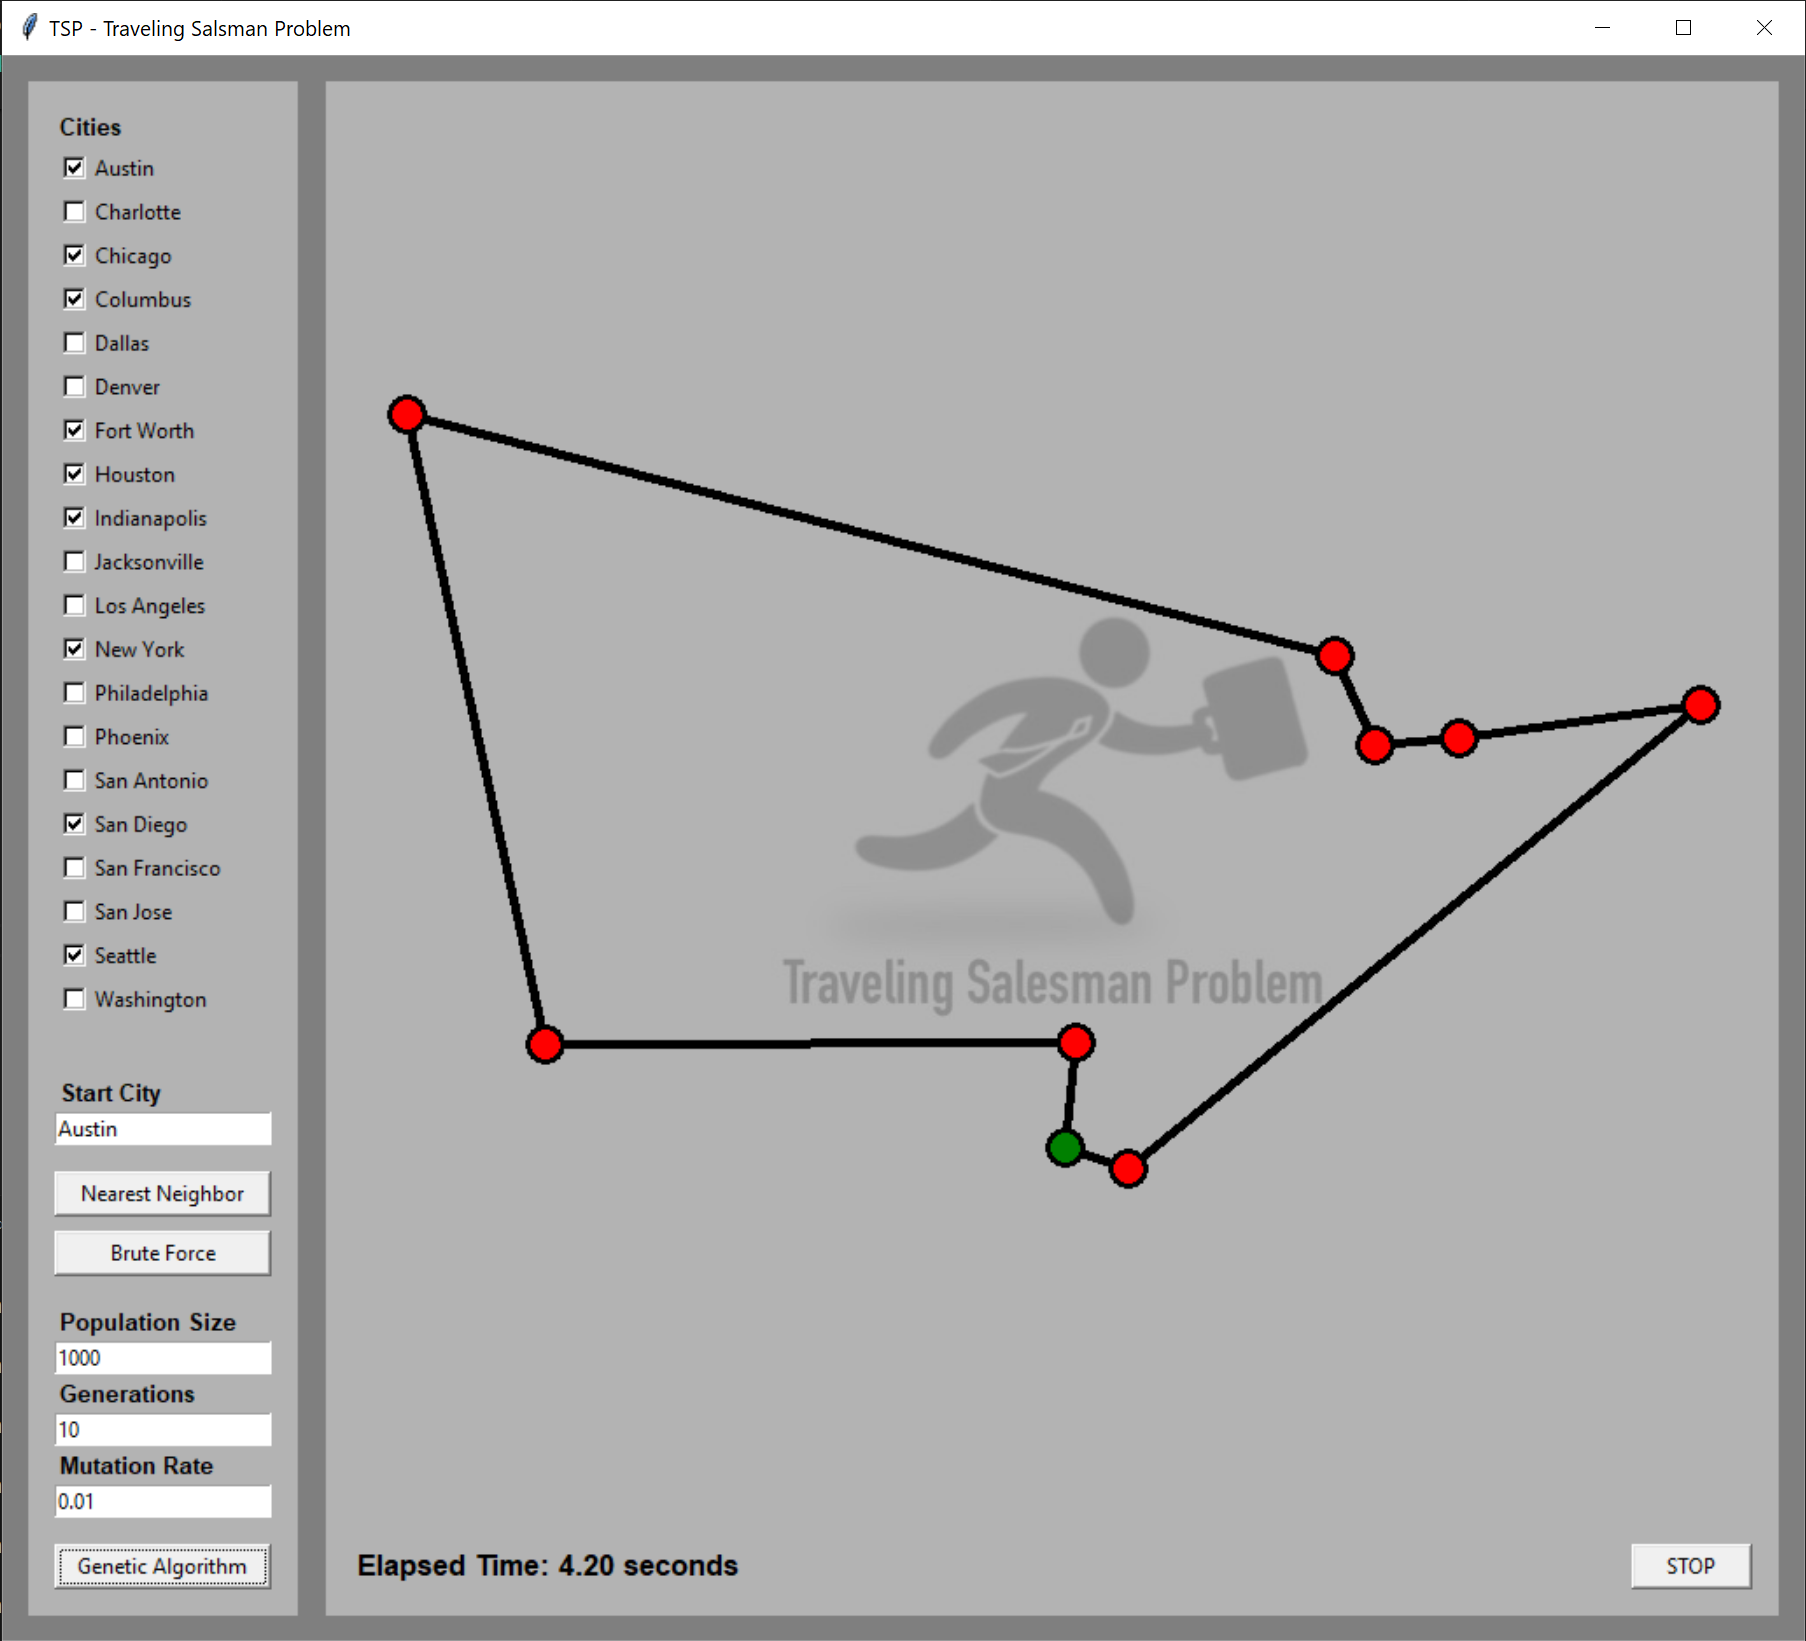 TSP - Traveling Salsman Problem
Cities
Austin
Charlotte
Chicago
Columbus
Dallas
Denver
Fort Worth
Houston
Indianapolis
Jacksonville
Los Angeles
New York
Philadelphia
Phoenix
San Antonio
San Diego
San Francisco
San Jose
Seattle
Washington
Start City
Austin
Nearest Neighbor
Brute Force
Population Size
1000
Generations
10
Mutation Rate
0.01
Genetic Algorithm
Traveling Salesman Problem
Elapsed Time: 4.20 seconds
STOP